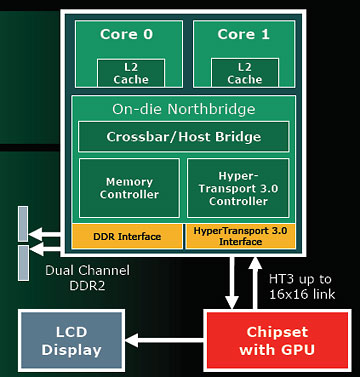 Core 0
Core 1
L2
Cache
L2
Cache
On-die Northbridge
Crossbar/Host Bridge
Memory
Controller
Hyper-
Transport 3.0
Controller
DDR Interface
HyperTransport 3.0
Interface
Dual Channel
DDR2
HT3 up to
16x16 link
LCD
Display
Chipset
with GPU